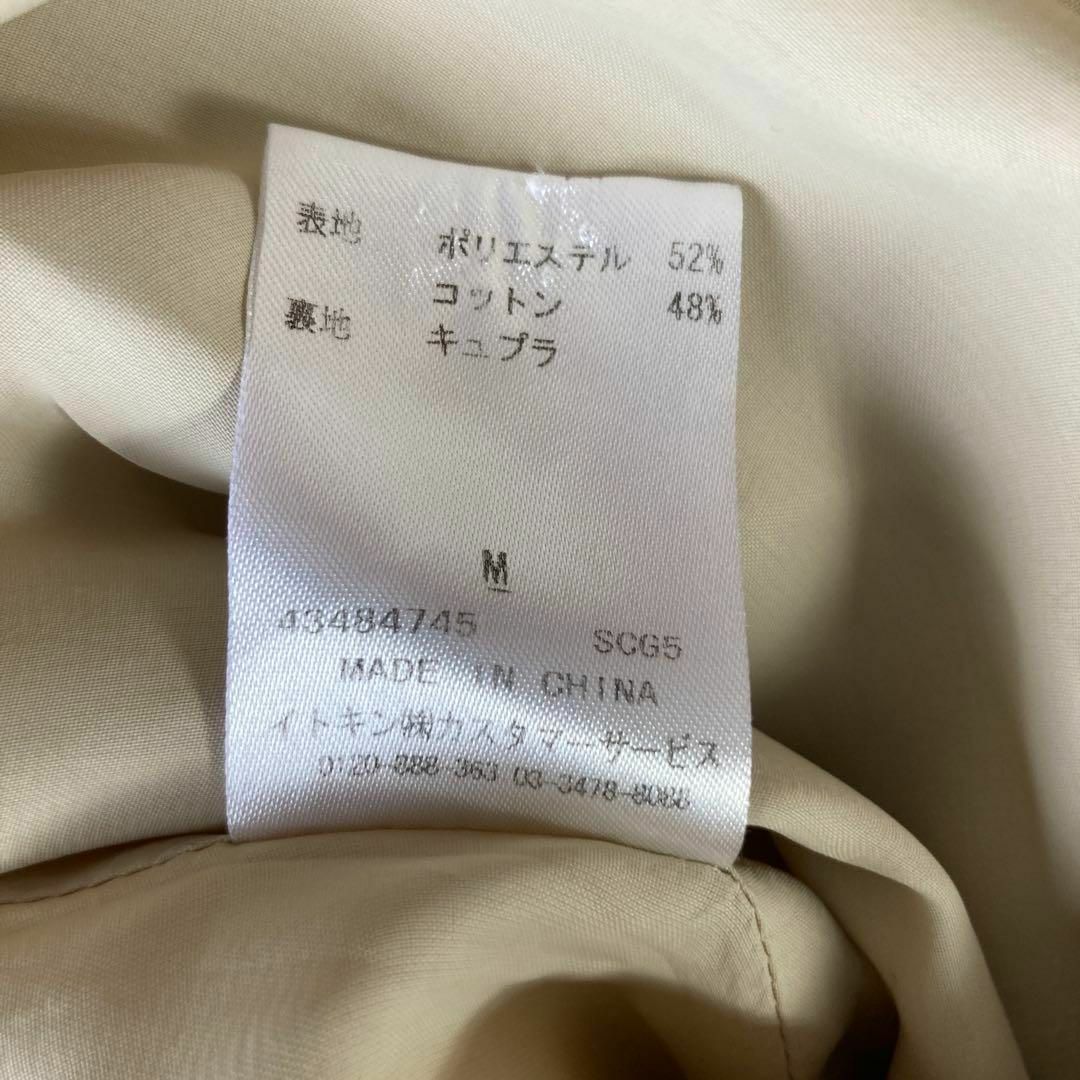 表地 ポリエステル 52%
コットン 48%
裏地 キュプラ
M
43484745 SCG5
MADE IN CHINA
イトキン㈱カスタマーサービス
0120-888-363 03-3478-8088